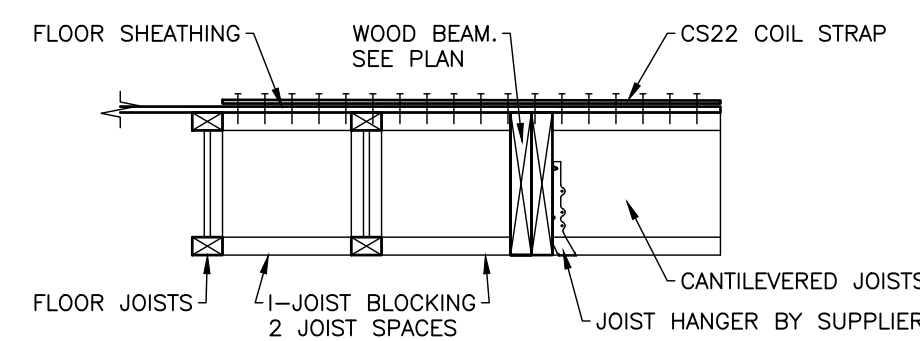 FLOOR SHEATHING
WOOD BEAM.
SEE PLAN
CS22 COIL STRAP
FLOOR JOISTS
I-JOIST BLOCKING
2 JOIST SPACES
CANTILEVERED JOISTS
JOIST HANGER BY SUPPLIER